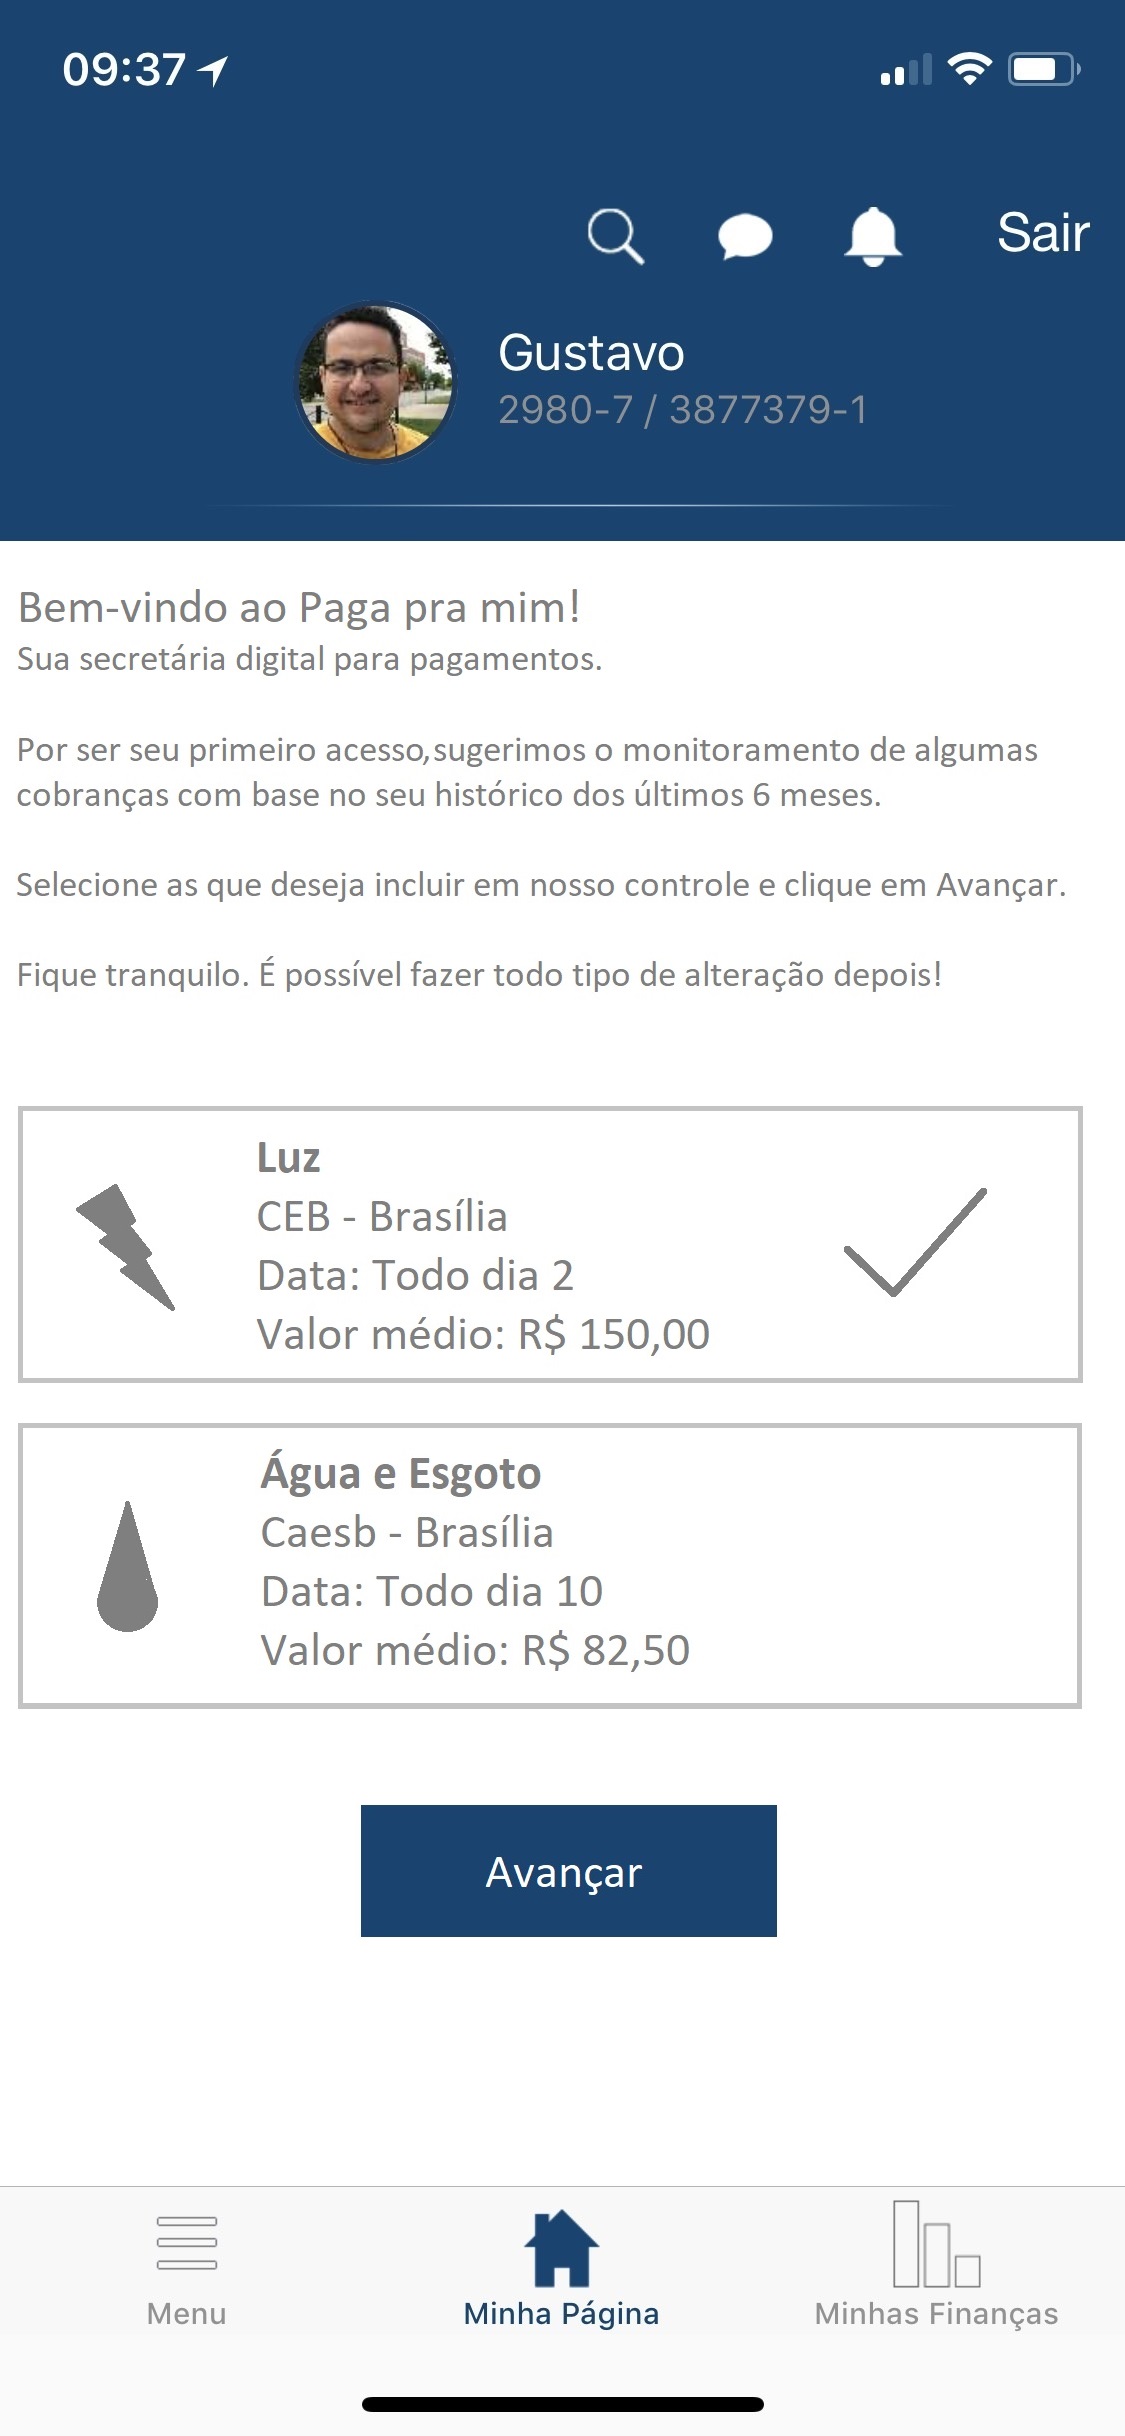 09:37
Sair
Gustavo
2980-7 / 3877379-1
Bem-vindo ao Paga pra mim!
Sua secretária digital para pagamentos.
Por ser seu primeiro acesso,sugerimos o monitoramento de algumas
cobranças com base no seu histórico dos últimos 6 meses.
Selecione as que deseja incluir em nosso controle e clique em Avançar.
Fique tranquilo. É possível fazer todo tipo de alteração depois!
Luz
CEB - Brasília
Data: Todo dia 2
Valor médio: R$ 150,00
Água e Esgoto
Caesb - Brasília
Data: Todo dia 10
Valor médio: R$ 82,50
Avançar
Menu
Minha Página
Minhas Finanças